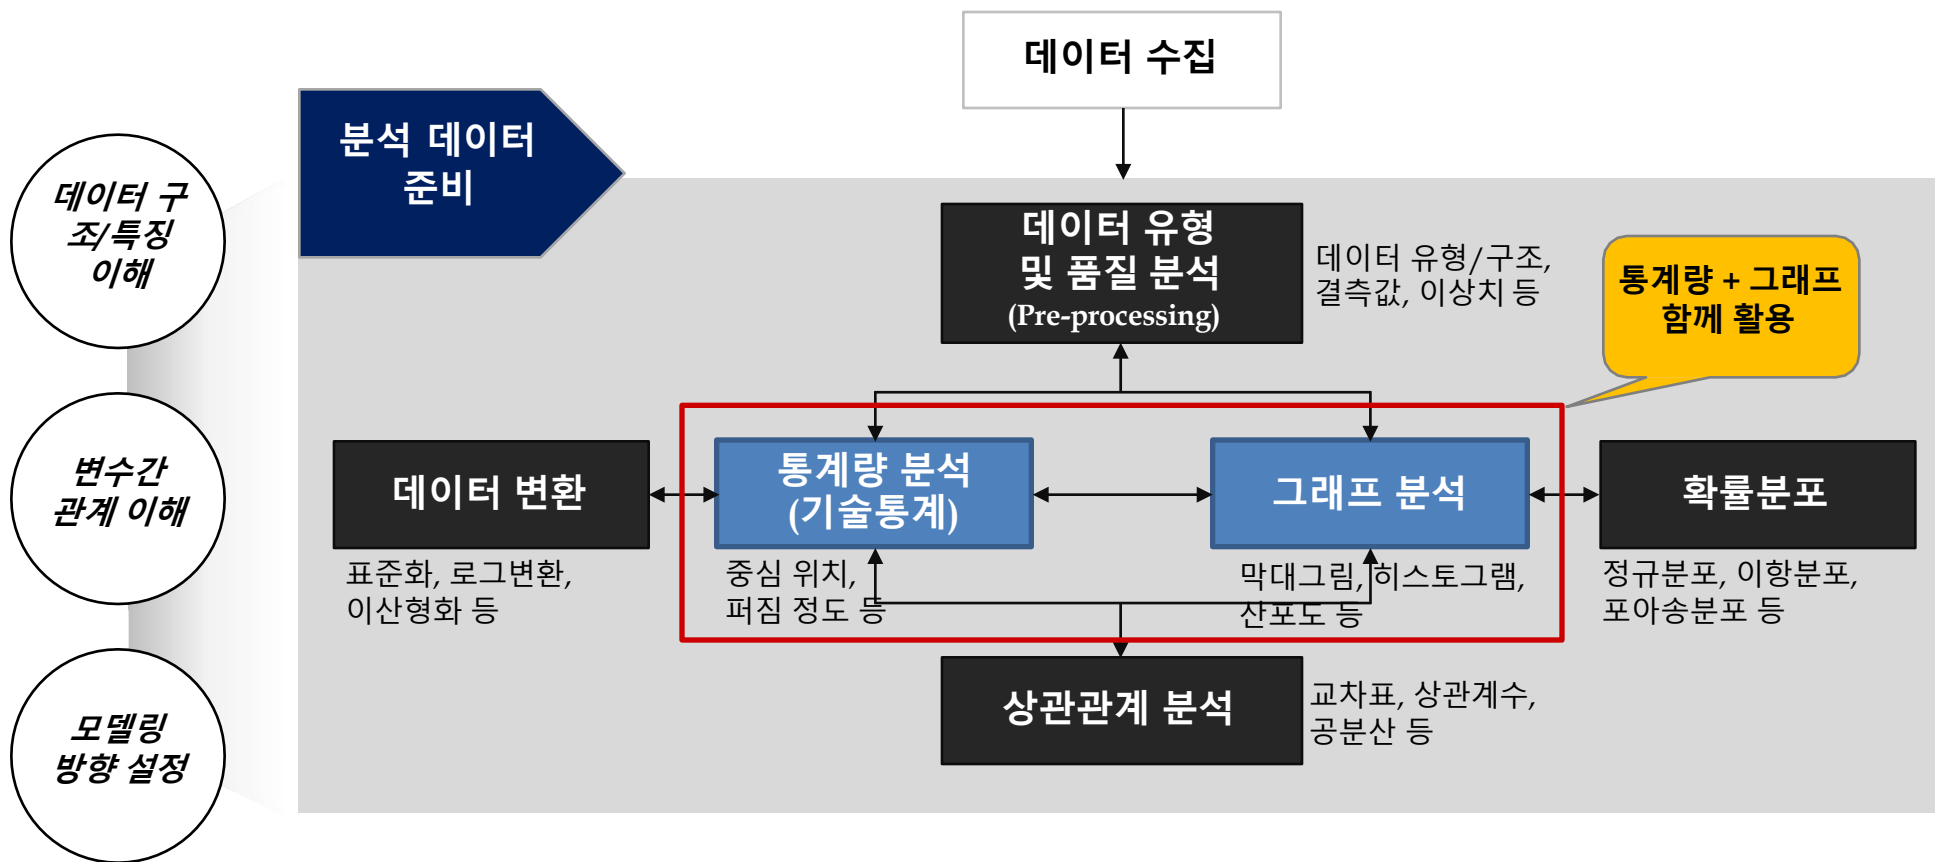 데이터 수집
분석 데이터
준비
데이터 구
조/특징
이해
데이터 유형
및 품질 분석
(Pre-processing)
데이터 유형/구조,
결측값, 이상치 등
통계량 + 그래프
함께 활용
변수간
관계 이해
데이터 변환
표준화, 로그변환,
이산형화 등
통계량 분석
(기술통계)
중심 위치,
퍼짐 정도 등
그래프 분석
막대그림, 히스토그램,
산포도 등
확률분포
정규분포, 이항분포,
포아송분포 등
모델링
방향 설정
상관관계 분석
교차표, 상관계수,
공분산 등